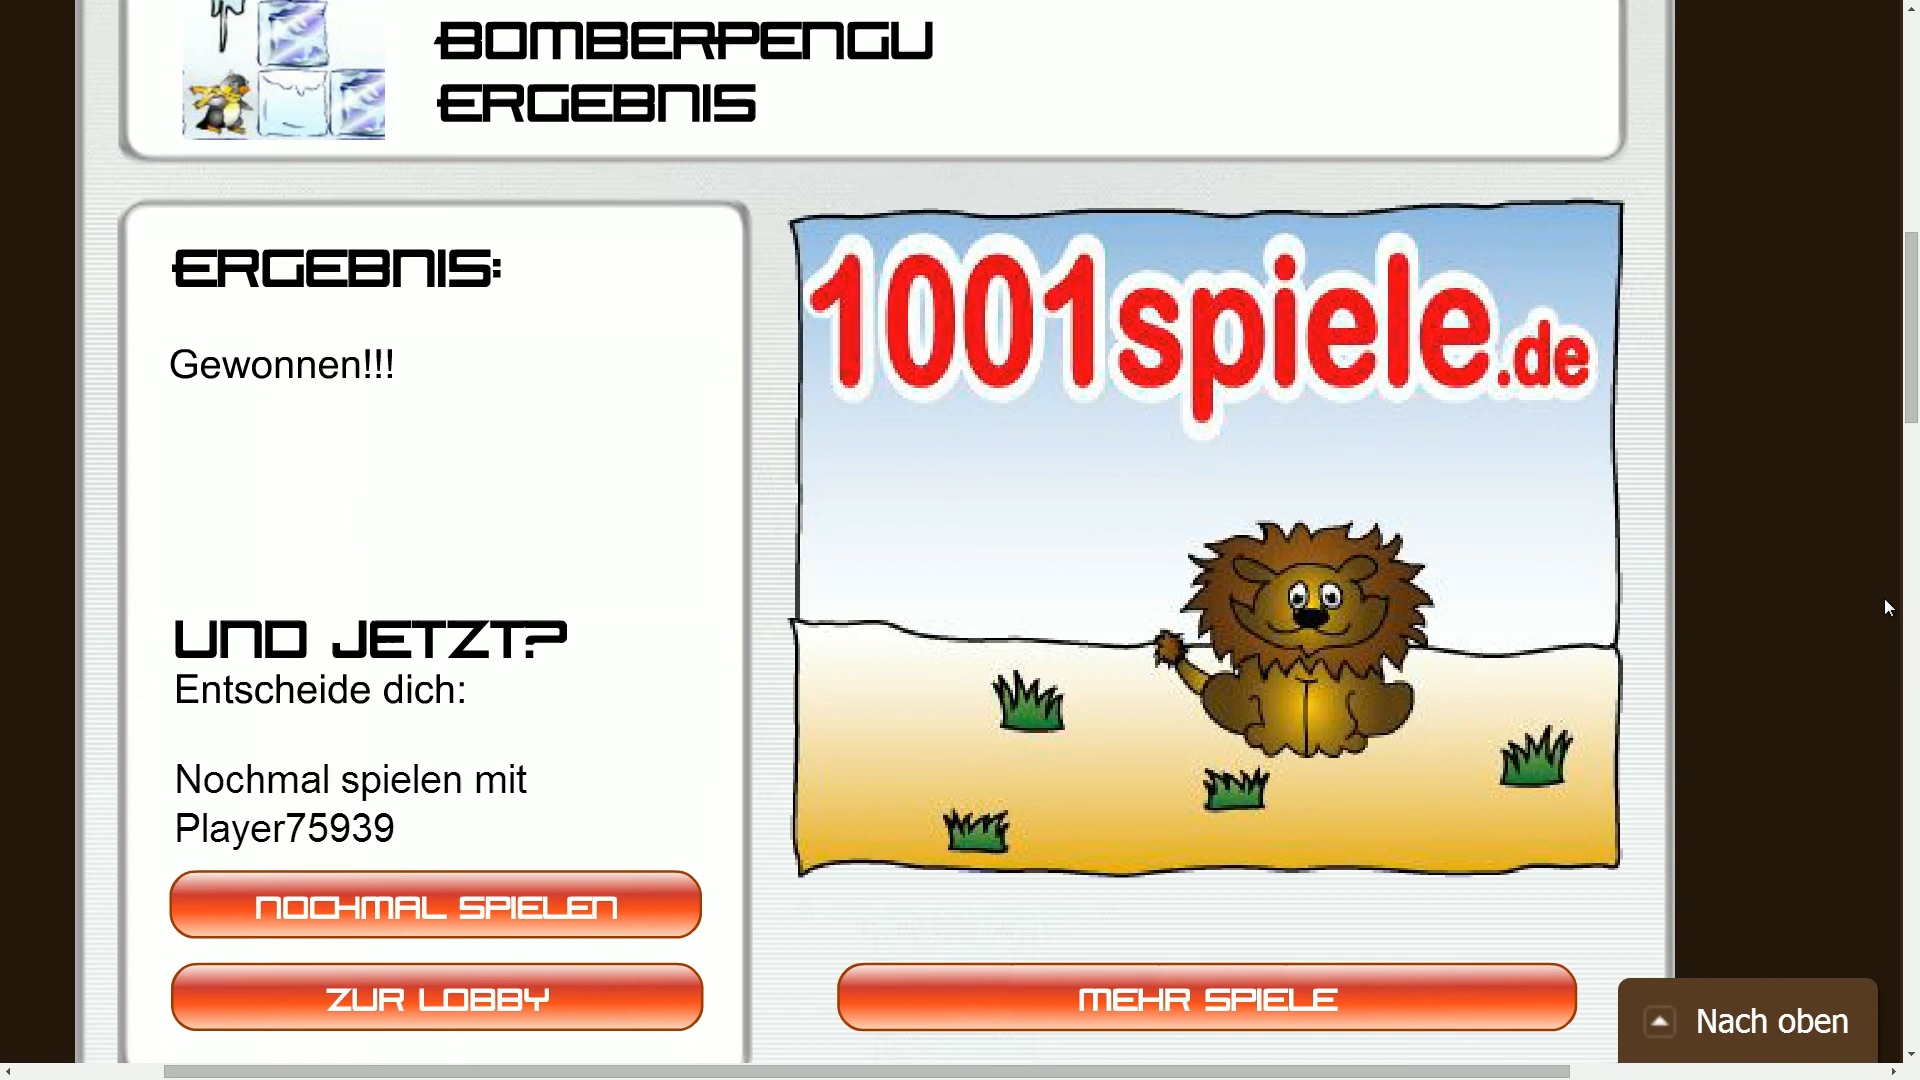 BOMBERPENGU
ERGEBNIS
ERGEBNIS:
Gewonnen!!!
UND JETZT?
Entscheide dich:
Nochmal spielen mit
Player75939
NOCHMAL SPIELEN
ZUR LOBBY
1001spiele.de
MEHR SPIELE
Nach oben